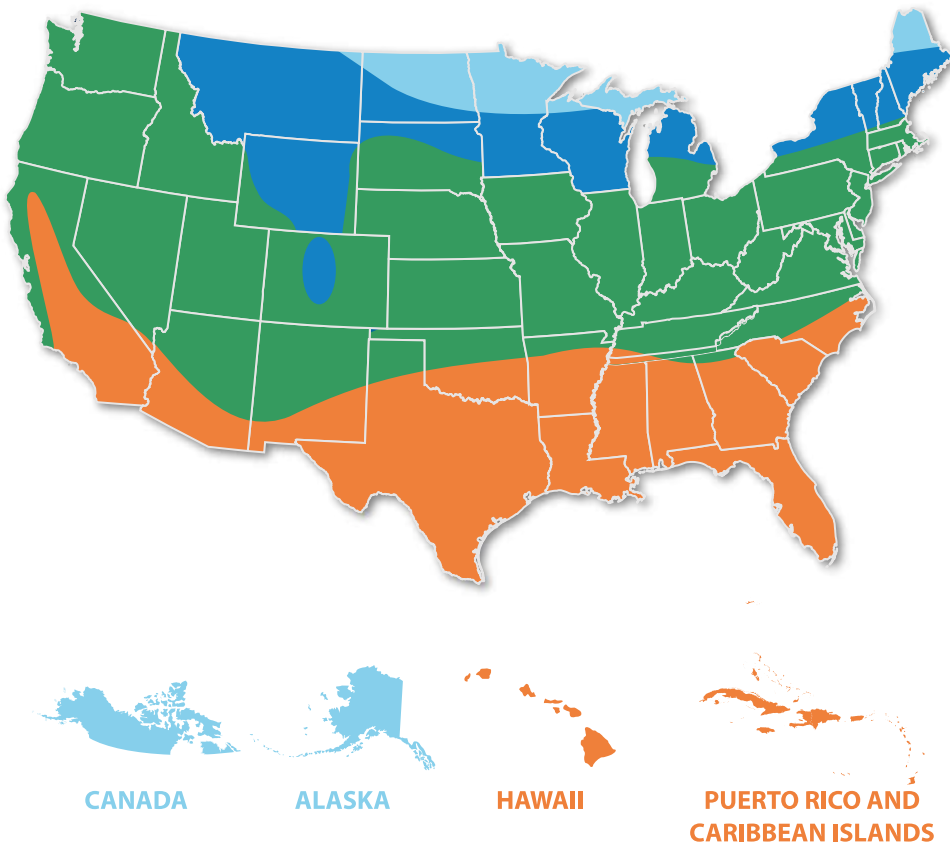 CANADA
ALASKA
HAWAII
PUERTO RICO AND
CARIBBEAN ISLANDS